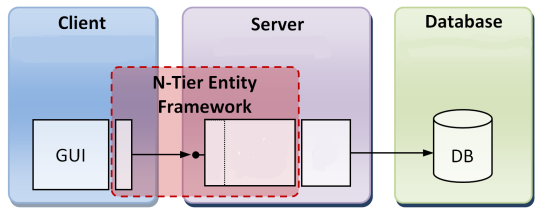 Client
Server
Database
N-Tier Entity
Framework
GUI
DB